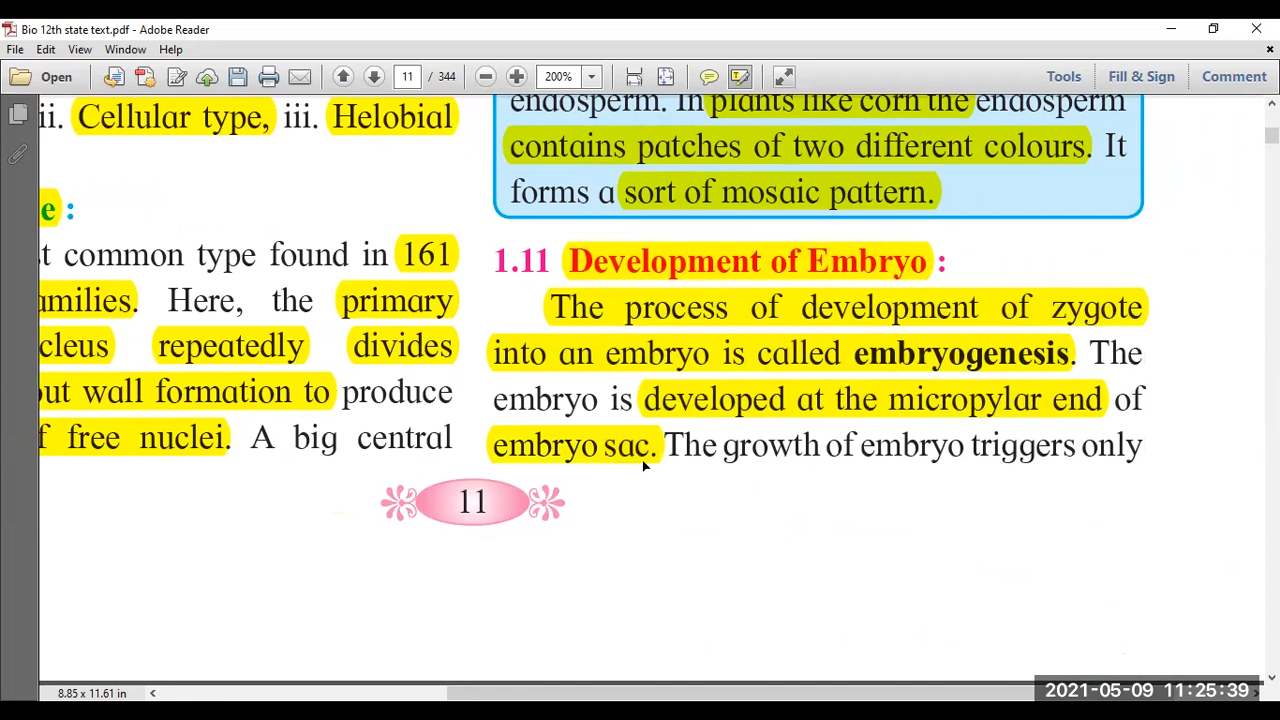 Bio 12th state text.pdf - Adobe Reader
File Edit View Window Help
Open 11 / 344 200% Tools Fill & Sign Comment
ii. Cellular type, iii. Helobial
e :
st common type found in 161
amilies. Here, the primary
cleus repeatedly divides
out wall formation to produce
f free nuclei. A big central
endosperm. In plants like corn the endosperm
contains patches of two different colours. It
forms a sort of mosaic pattern.
1.11 Development of Embryo :
The process of development of zygote
into an embryo is called embryogenesis. The
embryo is developed at the micropylar end of
embryo sac. The growth of embryo triggers only
11
8.85 x 11.61 in
2021-05-09 11:25:39